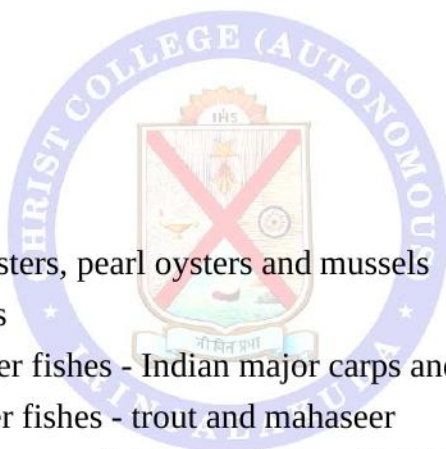 CHRIST COLLEGE (AUTONOMOUS)
IHS
sters, pearl oysters and mussels
s
er fishes - Indian major carps and
er fishes - trout and mahaseer
IRINJALAKUDA